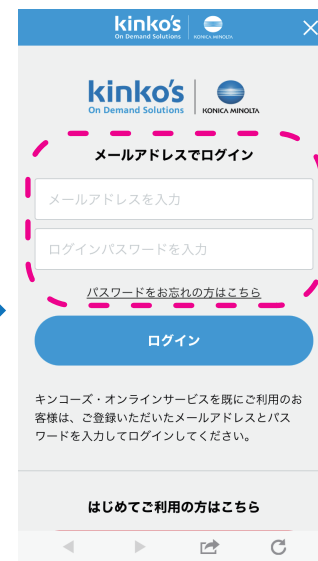 kinko's
On Demand Solutions
KONICA MINOLTA
kinko's
On Demand Solutions
KONICA MINOLTA
メールアドレスでログイン
メールアドレスを入力
ログインパスワードを入力
パスワードをお忘れの方はこちら
ログイン
キンコーズ・オンラインサービスを既にご利用のお
客様は、ご登録いただいたメールアドレスとパス
ワードを入力してログインしてください。
はじめてご利用の方はこちら